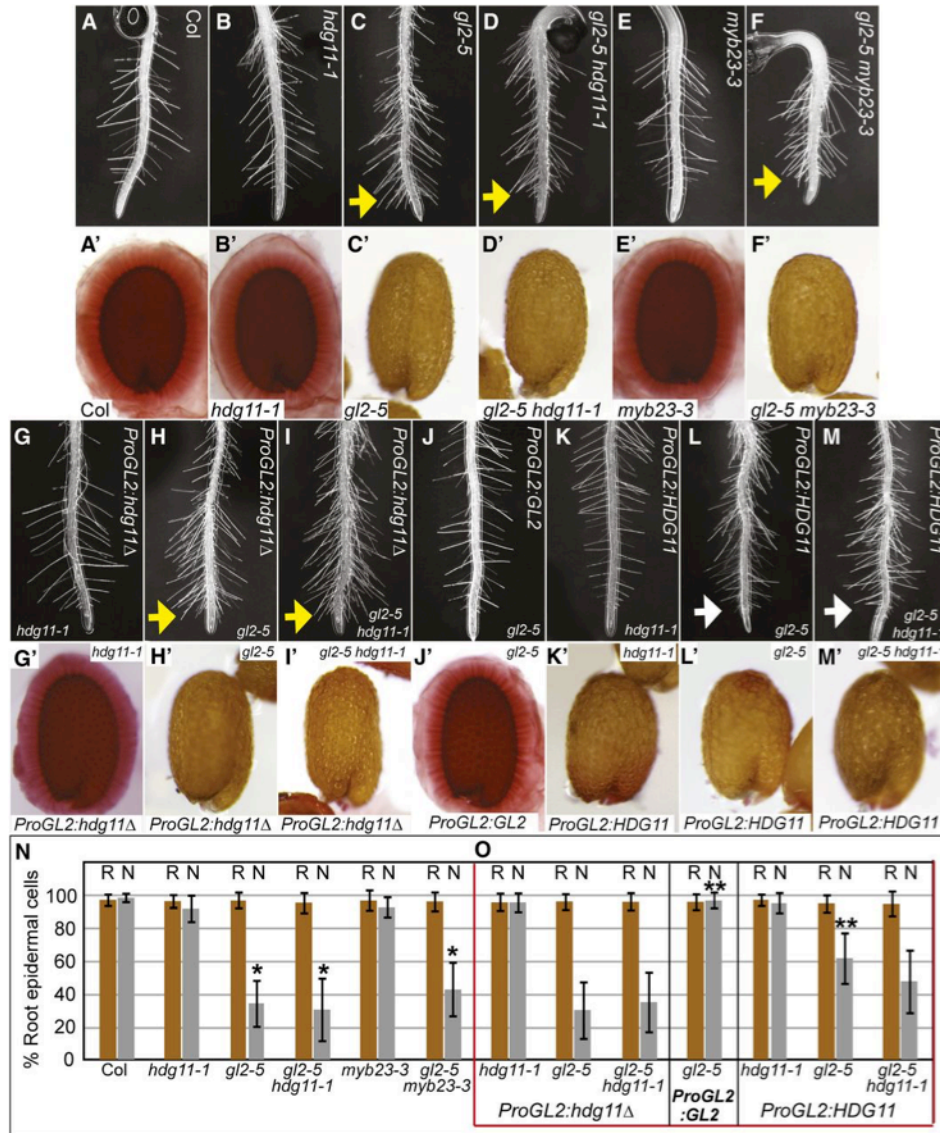 A Col
B hdg11-1
C gl2-5
D gl2-5 hdg11-1
E myb23-3
F gl2-5 myb23-3
A' Col
B' hdg11-1
C' gl2-5
D' gl2-5 hdg11-1
E' myb23-3
F' gl2-5 myb23-3
G ProGL2:hdg11Δ
hdg11-1
H ProGL2:hdg11Δ
gl2-5
I ProGL2:hdg11Δ
gl2-5
hdg11-1
J ProGL2:GL2
gl2-5
K ProGL2:HDG11
hdg11-1
L ProGL2:HDG11
gl2-5
M ProGL2:HDG11
gl2-5
hdg11-1
G' hdg11-1
ProGL2:hdg11Δ
H' gl2-5
ProGL2:hdg11Δ
I' gl2-5 hdg11-1
ProGL2:hdg11Δ
J' gl2-5
ProGL2:GL2
K' hdg11-1
ProGL2:HDG11
L' gl2-5
ProGL2:HDG11
M' gl2-5 hdg11-1
ProGL2:HDG11
N
O
R N R N R N R N R N R N R N R N R N R N R N R N R N
** ** * * *
% Root epidermal cells
100
80
60
40
20
0
Col hdg11-1 gl2-5 gl2-5 hdg11-1 myb23-3 gl2-5 myb23-3 hdg11-1 gl2-5 gl2-5 hdg11-1 ProGL2:GL2 hdg11-1 gl2-5 gl2-5 hdg11-1
ProGL2:hdg11Δ ProGL2:HDG11